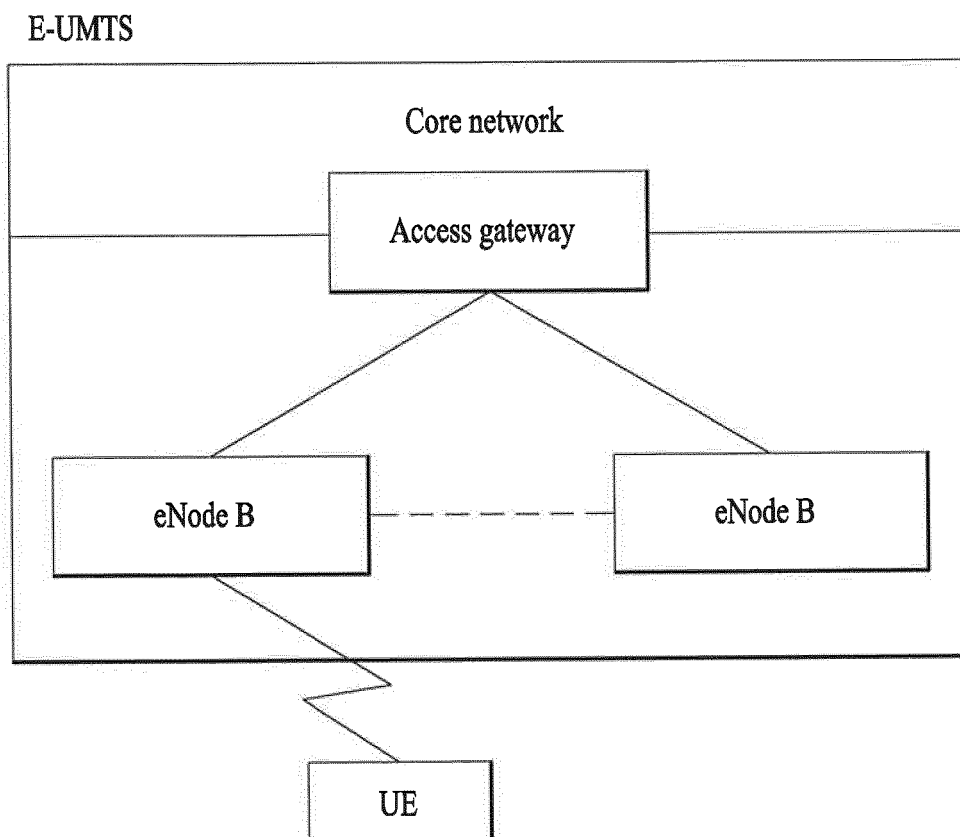 E-UMTS
Core network
Access gateway
eNode B
eNode B
UE